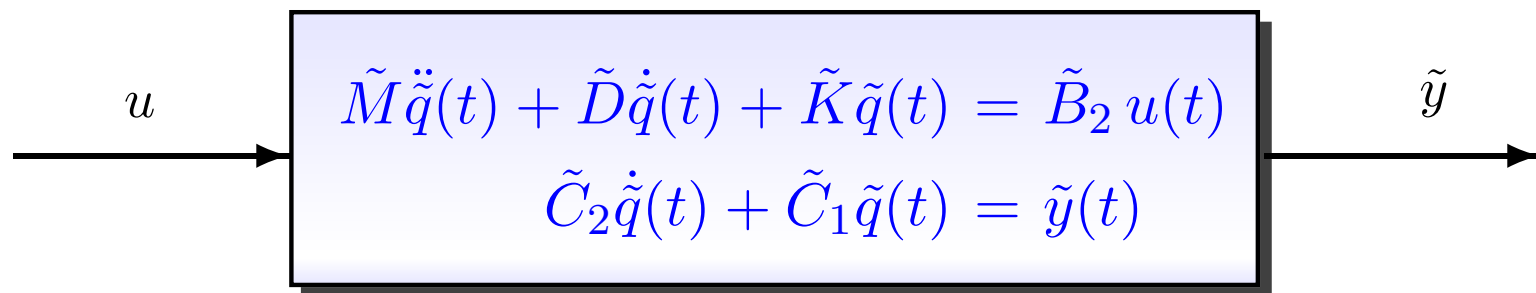 u
M̃q̃̈(t) + D̃q̃̇(t) + K̃q̃(t) = B̃₂ u(t)
C̃₂q̃̇(t) + C̃₁q̃(t) = ỹ(t)
ỹ